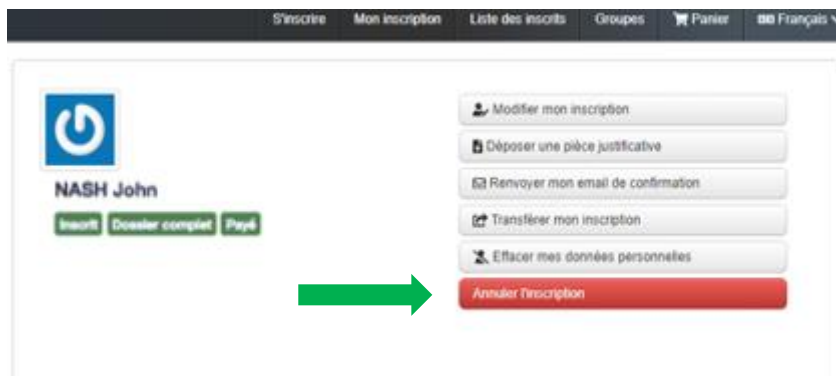 S'inscrire Mon inscription Liste des inscrits Groupes Panier Français
Modifier mon inscription
Déposer une pièce justificative
Renvoyer mon email de confirmation
NASH John
Inscrit Dossier complet Payé
Transférer mon inscription
Effacer mes données personnelles
Annuler l'inscription